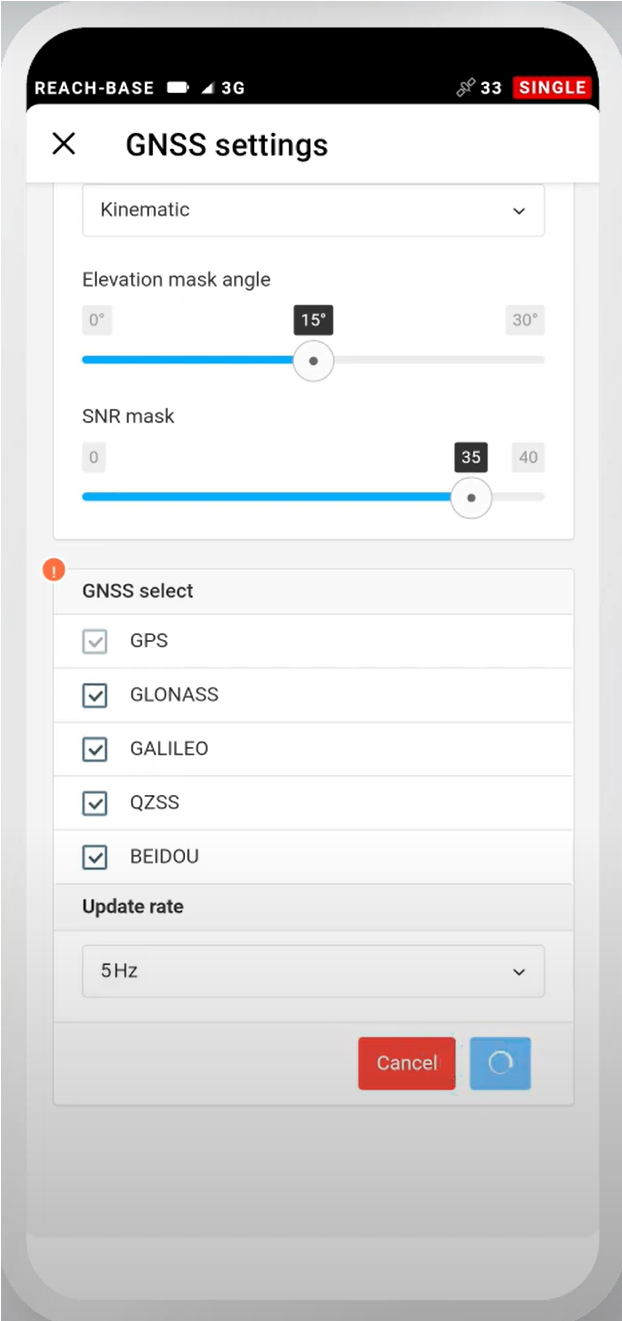 REACH-BASE 3G 33 SINGLE
GNSS settings
Kinematic
Elevation mask angle
0° 15° 30°
SNR mask
0 35 40
!
GNSS select
GPS
GLONASS
GALILEO
QZSS
BEIDOU
Update rate
5 Hz
Cancel